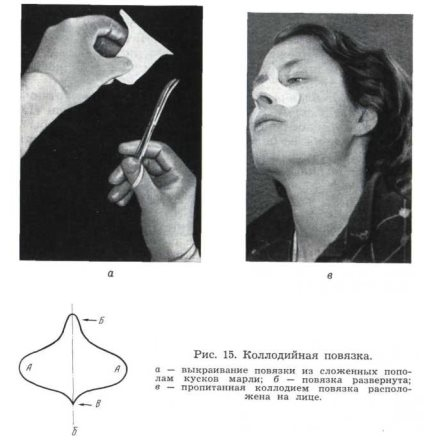 а
в
Б
А
А
В
б
Рис. 15. Коллодийная повязка.
а — выкраивание повязки из сложенных попо-
лам кусков марли; б — повязка развернута;
в — пропитанная коллодием повязка располо-
жена на лице.